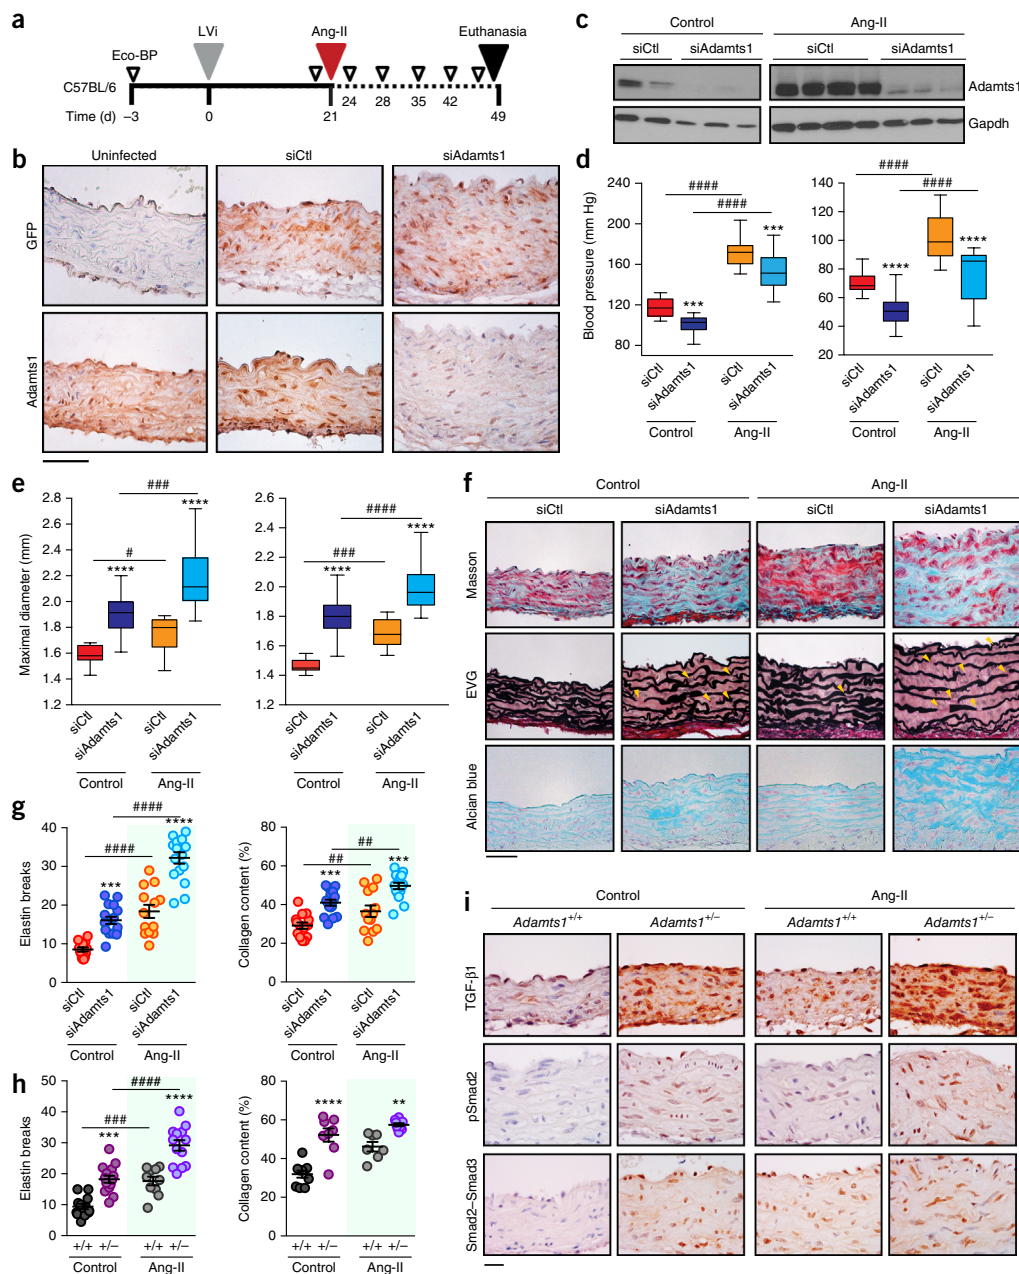 a
LVi
Ang-II
Euthanasia
Eco-BP
C57BL/6
24 28 35 42
Time (d) –3 0 21 49
b
Uninfected siCtl siAdamts1
GFP
Adamts1
c
Control Ang-II
siCtl siAdamts1 siCtl siAdamts1
Adamts1
Gapdh
d
Blood pressure (mm Hg)
240
200
160
120
80
####
####
***
***
siCtl siAdamts1 siCtl siAdamts1
Control Ang-II
140
120
100
80
60
40
20
####
####
****
****
siCtl siAdamts1 siCtl siAdamts1
Control Ang-II
e
Maximal diameter (mm)
2.8
2.6
2.4
2.2
2.0
1.8
1.6
1.4
1.2
###
****
#
****
siCtl siAdamts1 siCtl siAdamts1
Control Ang-II
2.6
2.4
2.2
2.0
1.8
1.6
1.4
1.2
####
****
###
****
siCtl siAdamts1 siCtl siAdamts1
Control Ang-II
f
Control Ang-II
siCtl siAdamts1 siCtl siAdamts1
Masson
EVG
Alcian blue
g
Elastin breaks
40
30
20
10
0
####
****
####
***
siCtl siAdamts1 siCtl siAdamts1
Control Ang-II
Collagen content (%)
80
60
40
20
0
##
##
***
***
siCtl siAdamts1 siCtl siAdamts1
Control Ang-II
h
Elastin breaks
40
30
20
10
0
####
****
###
***
+/+ +/– +/+ +/–
Control Ang-II
Collagen content (%)
80
60
40
20
0
****
**
+/+ +/– +/+ +/–
Control Ang-II
i
Control Ang-II
Adamts1+/+ Adamts1+/– Adamts1+/+ Adamts1+/–
TGF-β1
pSmad2
Smad2–Smad3